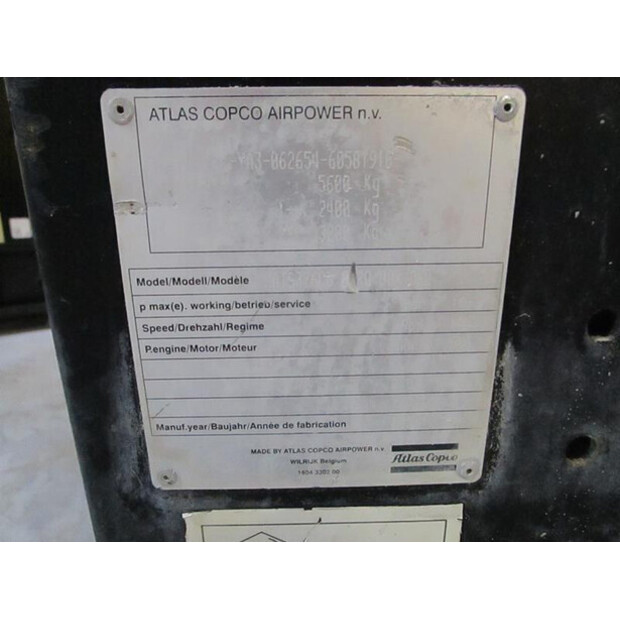 ATLAS COPCO AIRPOWER n.v.
5600 Kg
2400 Kg
Kg
Model/Modell/Modèle
p max(e). working/betrieb/service
Speed/Drehzahl/Regime
P.engine/Motor/Moteur
Manuf.year/Baujahr/Année de fabrication
MADE BY ATLAS COPCO AIRPOWER n.v.
WILRIJK Belgium
Atlas Copco